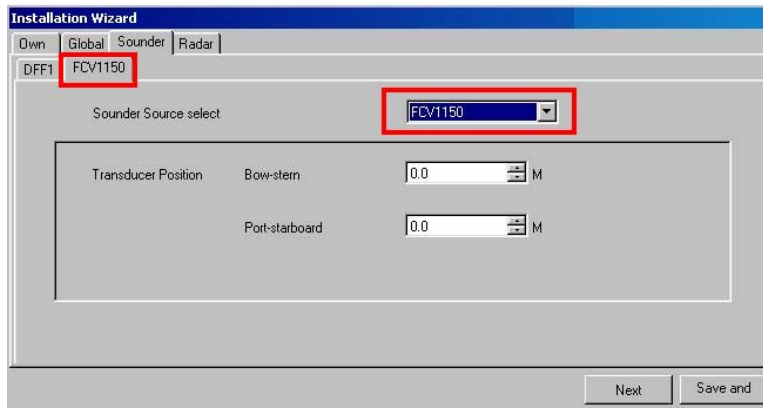 Installation Wizard
Own Global Sounder Radar
DFF1 FCV1150
Sounder Source select FCV1150
Transducer Position Bow-stern 0.0 M
Port-starboard 0.0 M
Next Save and